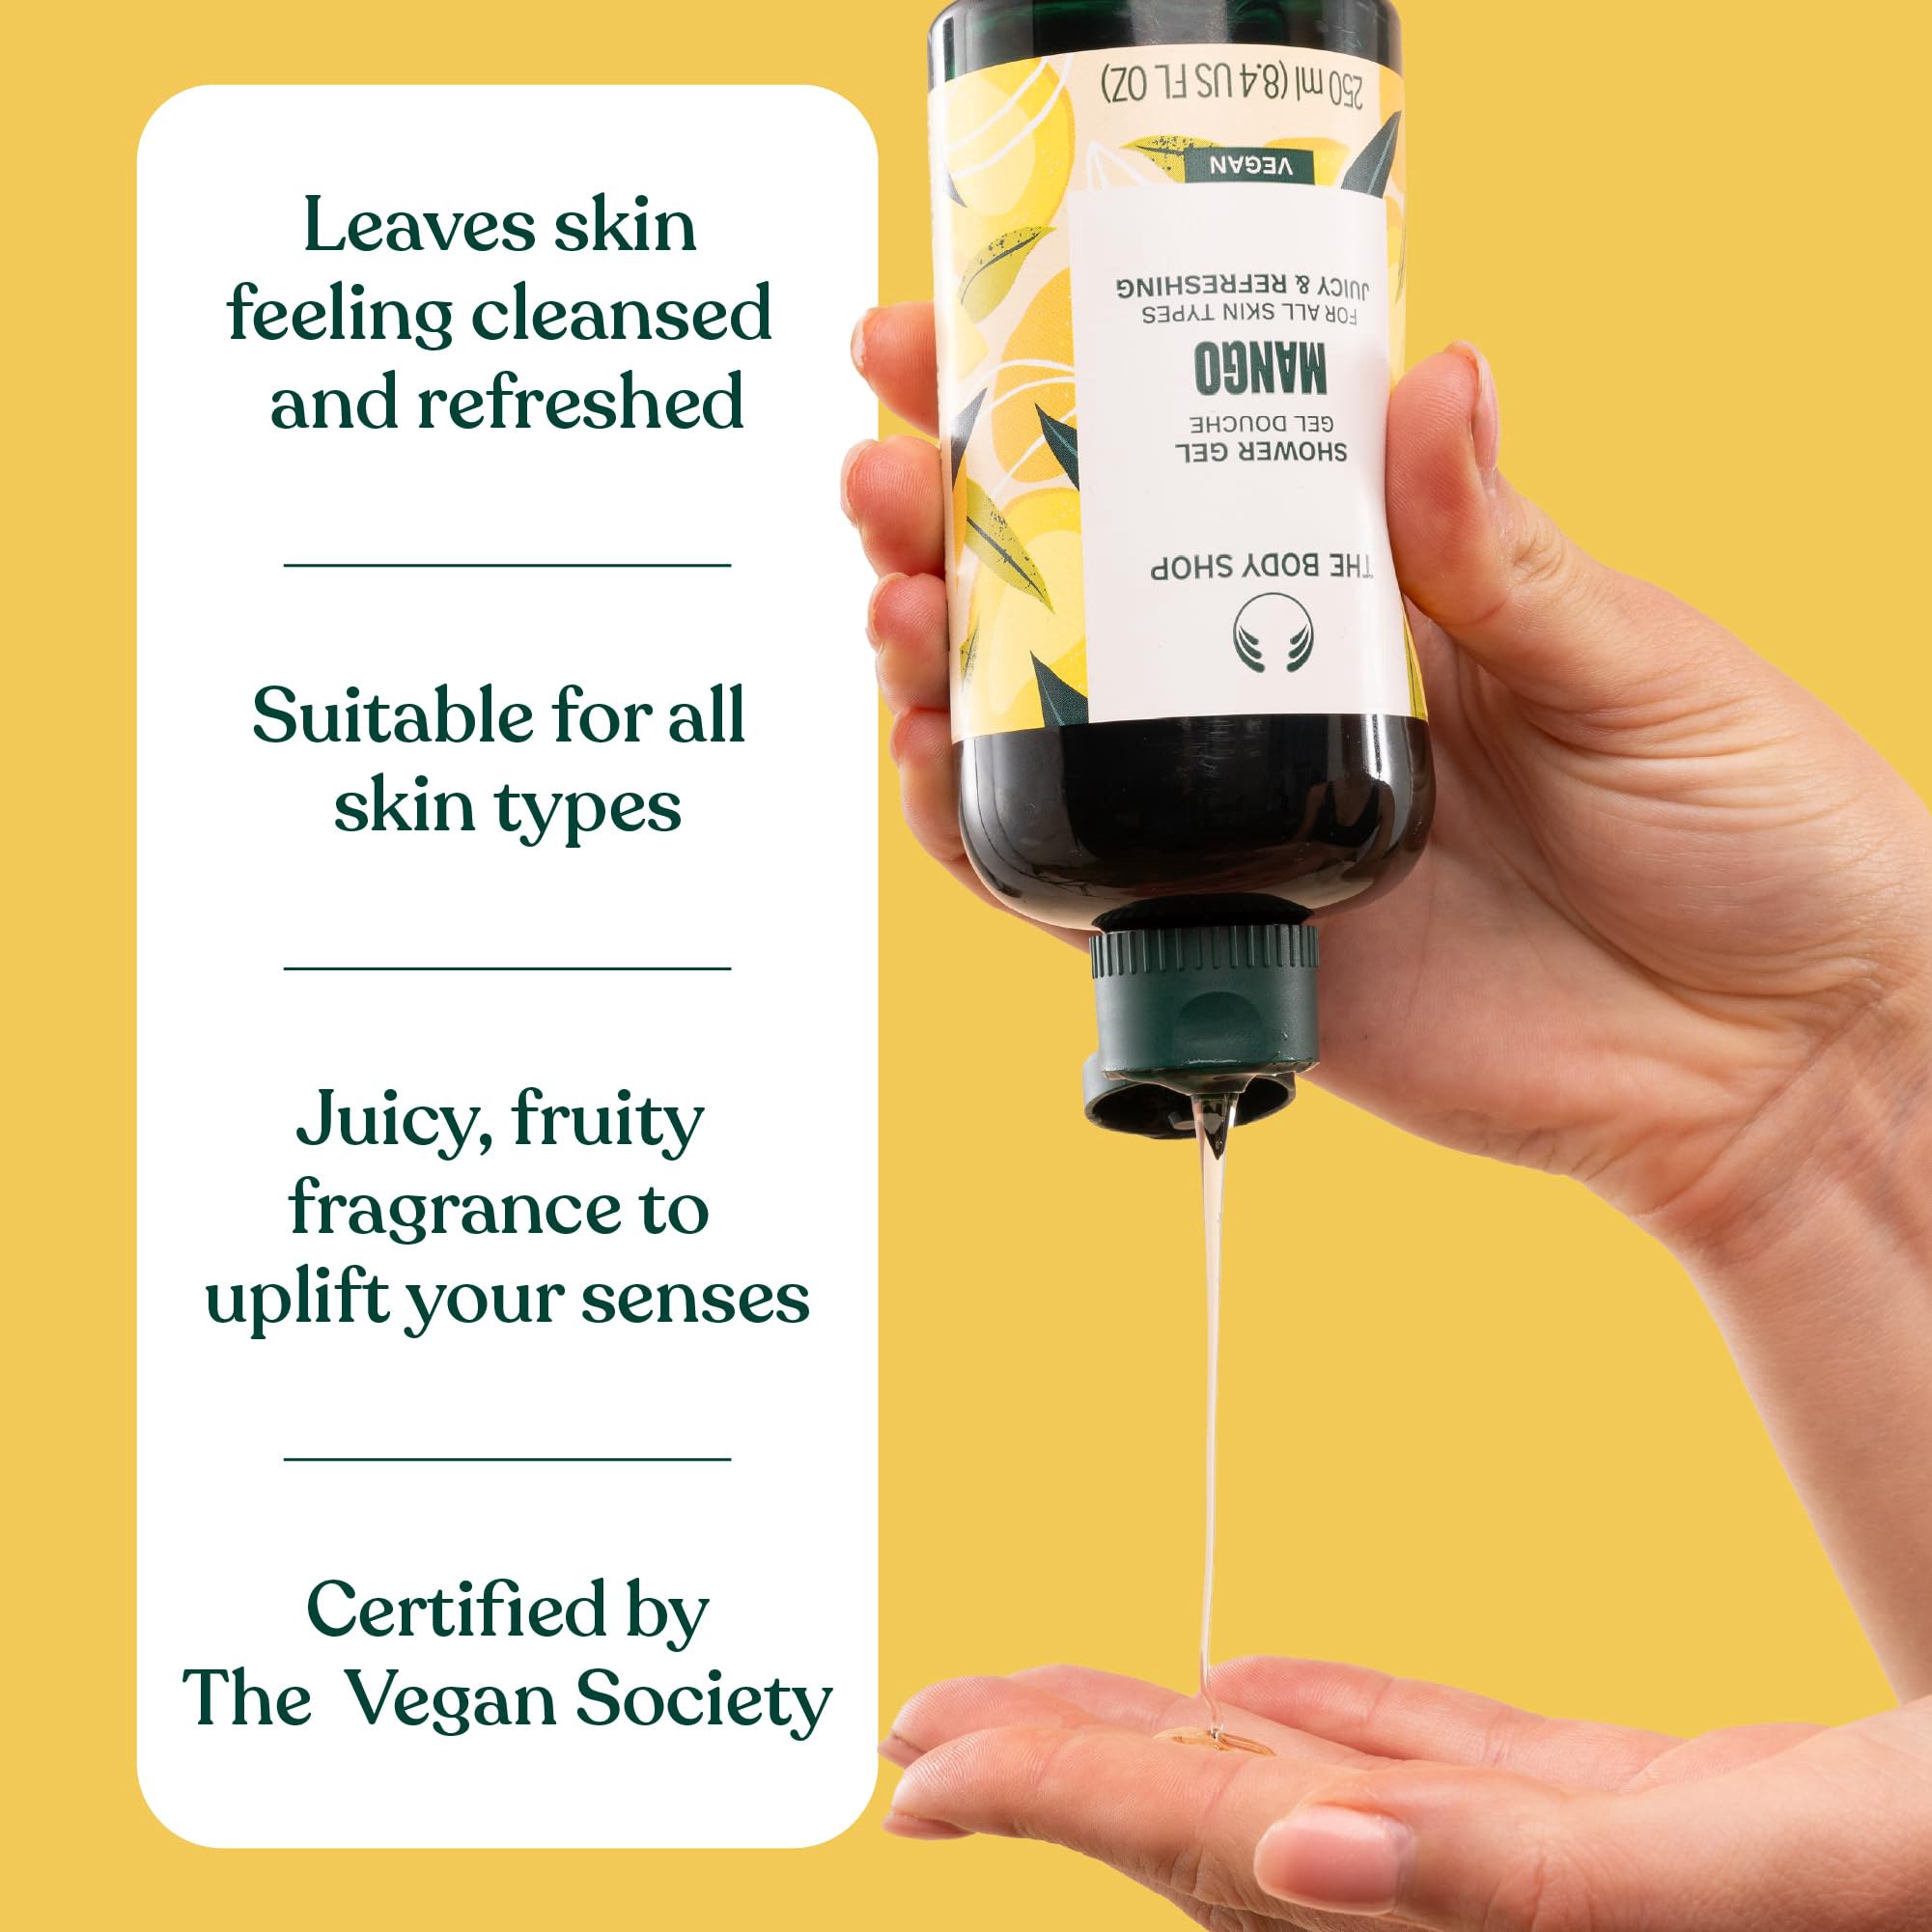 Leaves skin
feeling cleansed
and refreshed
Suitable for all
skin types
Juicy, fruity
fragrance to
uplift your senses
Certified by
The Vegan Society
THE BODY SHOP
SHOWER GEL
GEL DOUCHE
MANGO
FOR ALL SKIN TYPES
JUICY & REFRESHING
VEGAN
250 ml (8.4 US FL OZ)